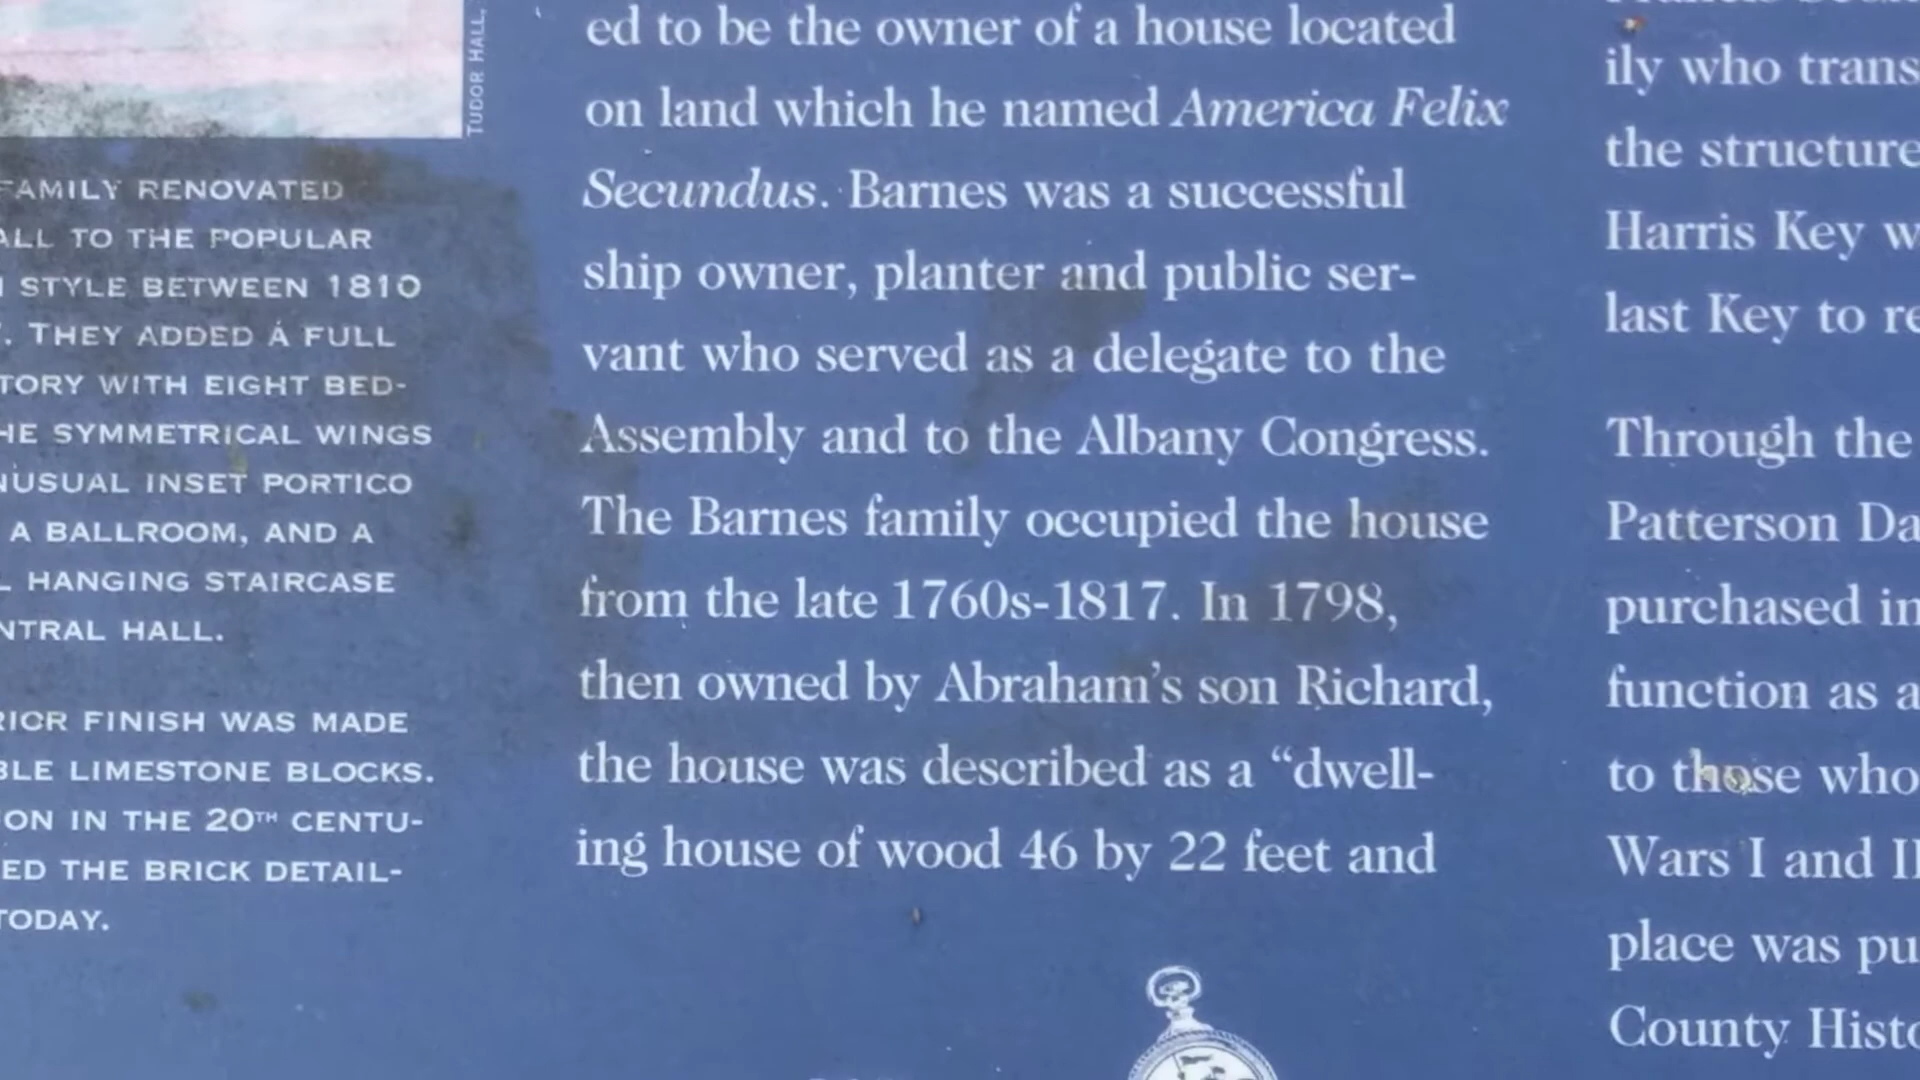 TUDOR HALL,
FAMILY RENOVATED
ALL TO THE POPULAR
STYLE BETWEEN 1810
. THEY ADDED A FULL
TORY WITH EIGHT BED-
HE SYMMETRICAL WINGS
NUSUAL INSET PORTICO
A BALLROOM, AND A
L HANGING STAIRCASE
NTRAL HALL.
RIOR FINISH WAS MADE
BLE LIMESTONE BLOCKS.
ON IN THE 20TH CENTU-
ED THE BRICK DETAIL-
TODAY.
ed to be the owner of a house located
on land which he named America Felix
Secundus. Barnes was a successful
ship owner, planter and public ser-
vant who served as a delegate to the
Assembly and to the Albany Congress.
The Barnes family occupied the house
from the late 1760s-1817. In 1798,
then owned by Abraham's son Richard,
the house was described as a “dwell-
ing house of wood 46 by 22 feet and
ily who trans
the structure
Harris Key w
last Key to re
Through the
Patterson Da
purchased in
function as a
to those who
Wars I and II
place was pu
County Histo